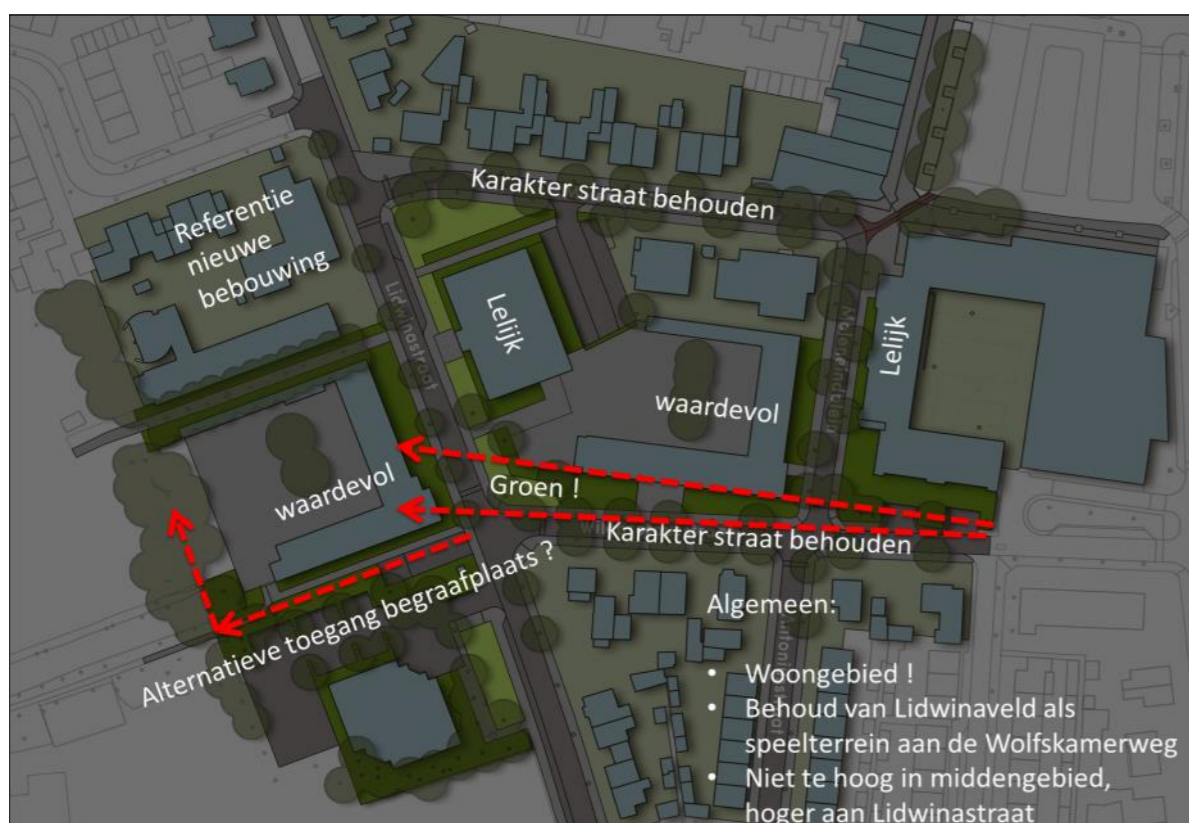 Karakter straat behouden
Referentie
nieuwe
bebouwing
Lidwinastraat
Lelijk
Lelijk
waardevol
waardevol
Groen !
Karakter straat behouden
Alternatieve toegang begraafplaats ?
Algemeen:
• Woongebied !
• Behoud van Lidwinaveld als
speelterrein aan de Wolfskamerweg
• Niet te hoog in middengebied,
hoger aan Lidwinastraat